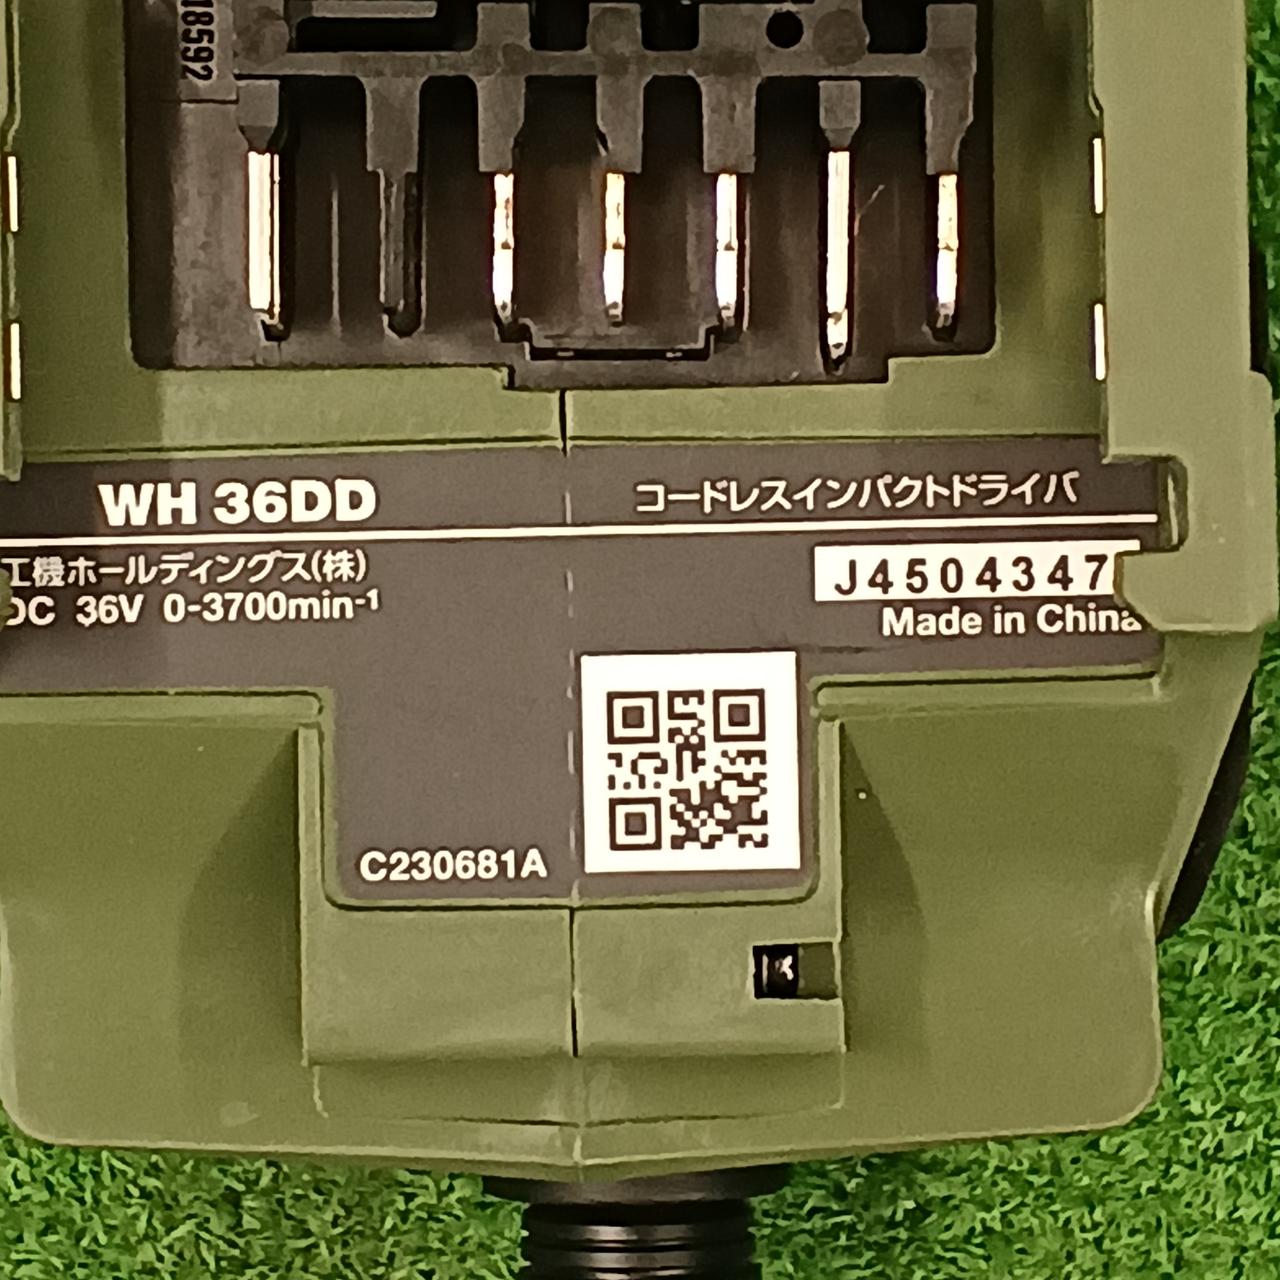 18592
WH 36DD
コードレスインパクトドライバ
工機ホールディングス(株)
DC 36V 0-3700min-1
J4504347
Made in China
C230681A